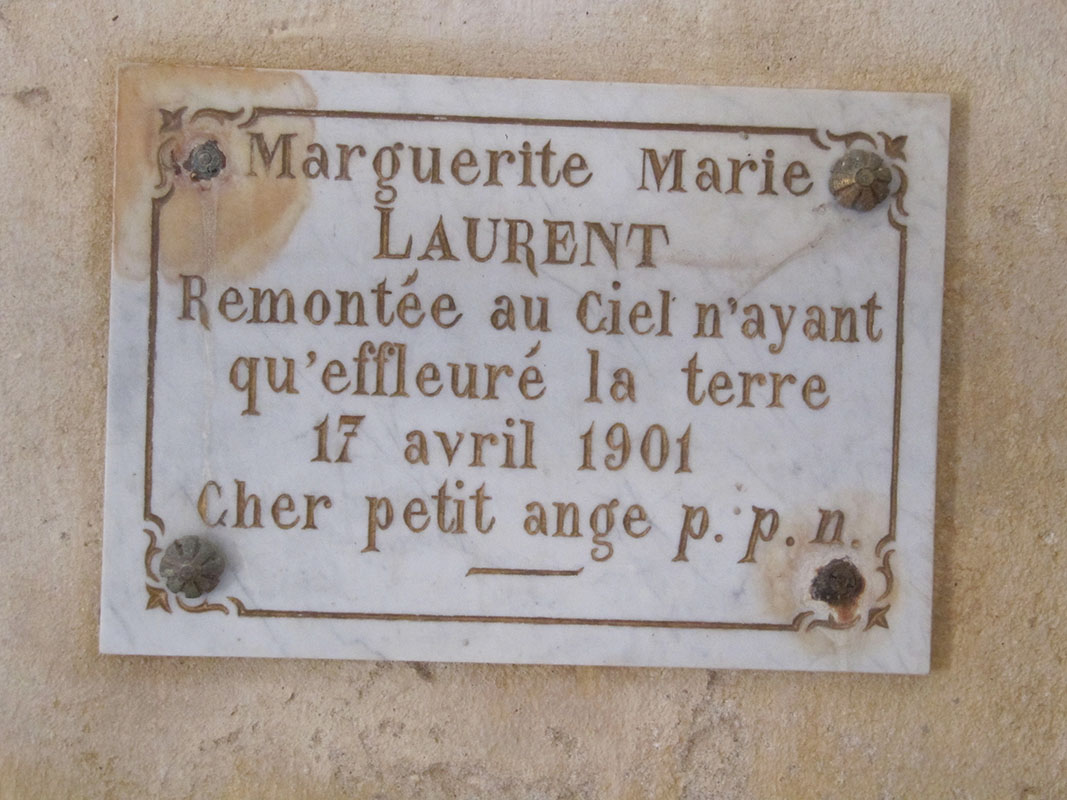 Marguerite Marie
LAURENT
Remontée au Ciel n'ayant
qu'effleuré la terre
17 avril 1901
Cher petit ange p. p. n.